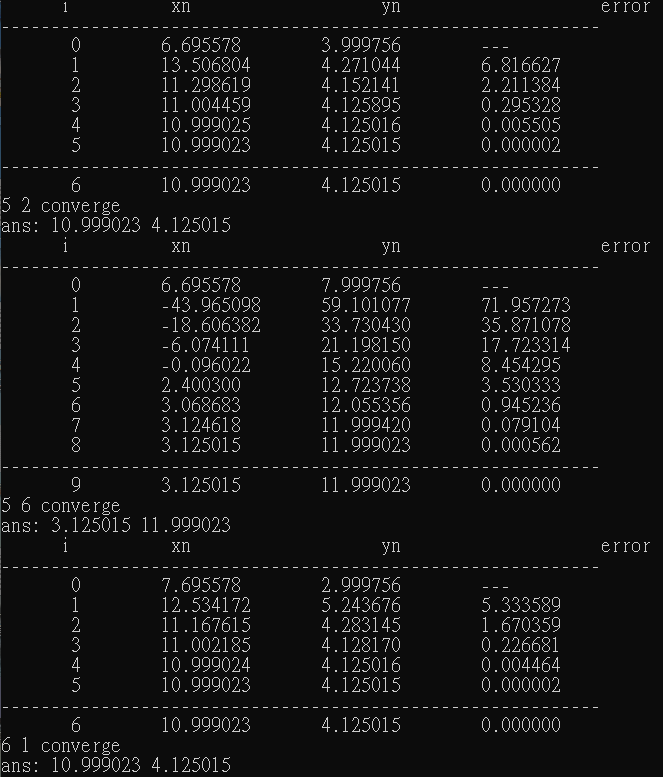 i xn yn error
0 6.695578 3.999756 ---
1 13.506804 4.271044 6.816627
2 11.298619 4.152141 2.211384
3 11.004459 4.125895 0.295328
4 10.999025 4.125016 0.005505
5 10.999023 4.125015 0.000002
------------------------------------------------------------
6 10.999023 4.125015 0.000000
5 2 converge
ans: 10.999023 4.125015
i xn yn error
------------------------------------------------------------
0 6.695578 7.999756 ---
1 -43.965098 59.101077 71.957273
2 -18.606382 33.730430 35.871078
3 -6.074111 21.198150 17.723314
4 -0.096022 15.220060 8.454295
5 2.400300 12.723738 3.530333
6 3.068683 12.055356 0.945236
7 3.124618 11.999420 0.079104
8 3.125015 11.999023 0.000562
------------------------------------------------------------
9 3.125015 11.999023 0.000000
5 6 converge
ans: 3.125015 11.999023
i xn yn error
------------------------------------------------------------
0 7.695578 2.999756 ---
1 12.534172 5.243676 5.333589
2 11.167615 4.283145 1.670359
3 11.002185 4.128170 0.226681
4 10.999024 4.125016 0.004464
5 10.999023 4.125015 0.000002
------------------------------------------------------------
6 10.999023 4.125015 0.000000
6 1 converge
ans: 10.999023 4.125015